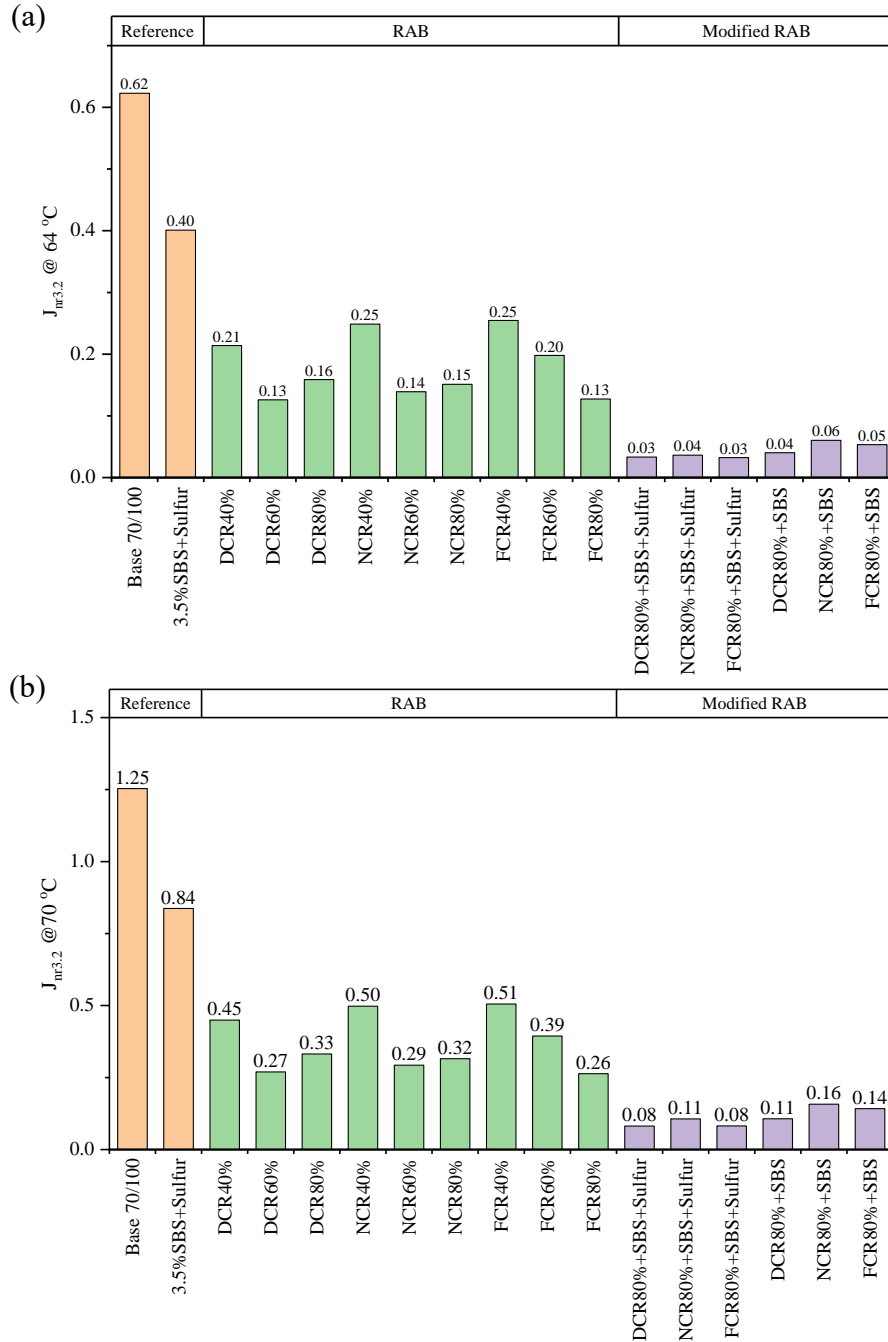 (a)
Reference RAB Modified RAB
0.62
0.40
0.21
0.13
0.16
0.25
0.14
0.15
0.25
0.20
0.13
0.03
0.04
0.03
0.04
0.06
0.05
0.6
0.4
0.2
0.0
Jnr3.2 @ 64 ºC
Base 70/100
3.5%SBS+Sulfur
DCR40%
DCR60%
DCR80%
NCR40%
NCR60%
NCR80%
FCR40%
FCR60%
FCR80%
DCR80%+SBS+Sulfur
NCR80%+SBS+Sulfur
FCR80%+SBS+Sulfur
DCR80%+SBS
NCR80%+SBS
FCR80%+SBS
(b)
Reference RAB Modified RAB
1.25
0.84
0.45
0.27
0.33
0.50
0.29
0.32
0.51
0.39
0.26
0.08
0.11
0.08
0.11
0.16
0.14
1.5
1.0
0.5
0.0
Jnr3.2 @70 ºC
Base 70/100
3.5%SBS+Sulfur
DCR40%
DCR60%
DCR80%
NCR40%
NCR60%
NCR80%
FCR40%
FCR60%
FCR80%
DCR80%+SBS+Sulfur
NCR80%+SBS+Sulfur
FCR80%+SBS+Sulfur
DCR80%+SBS
NCR80%+SBS
FCR80%+SBS